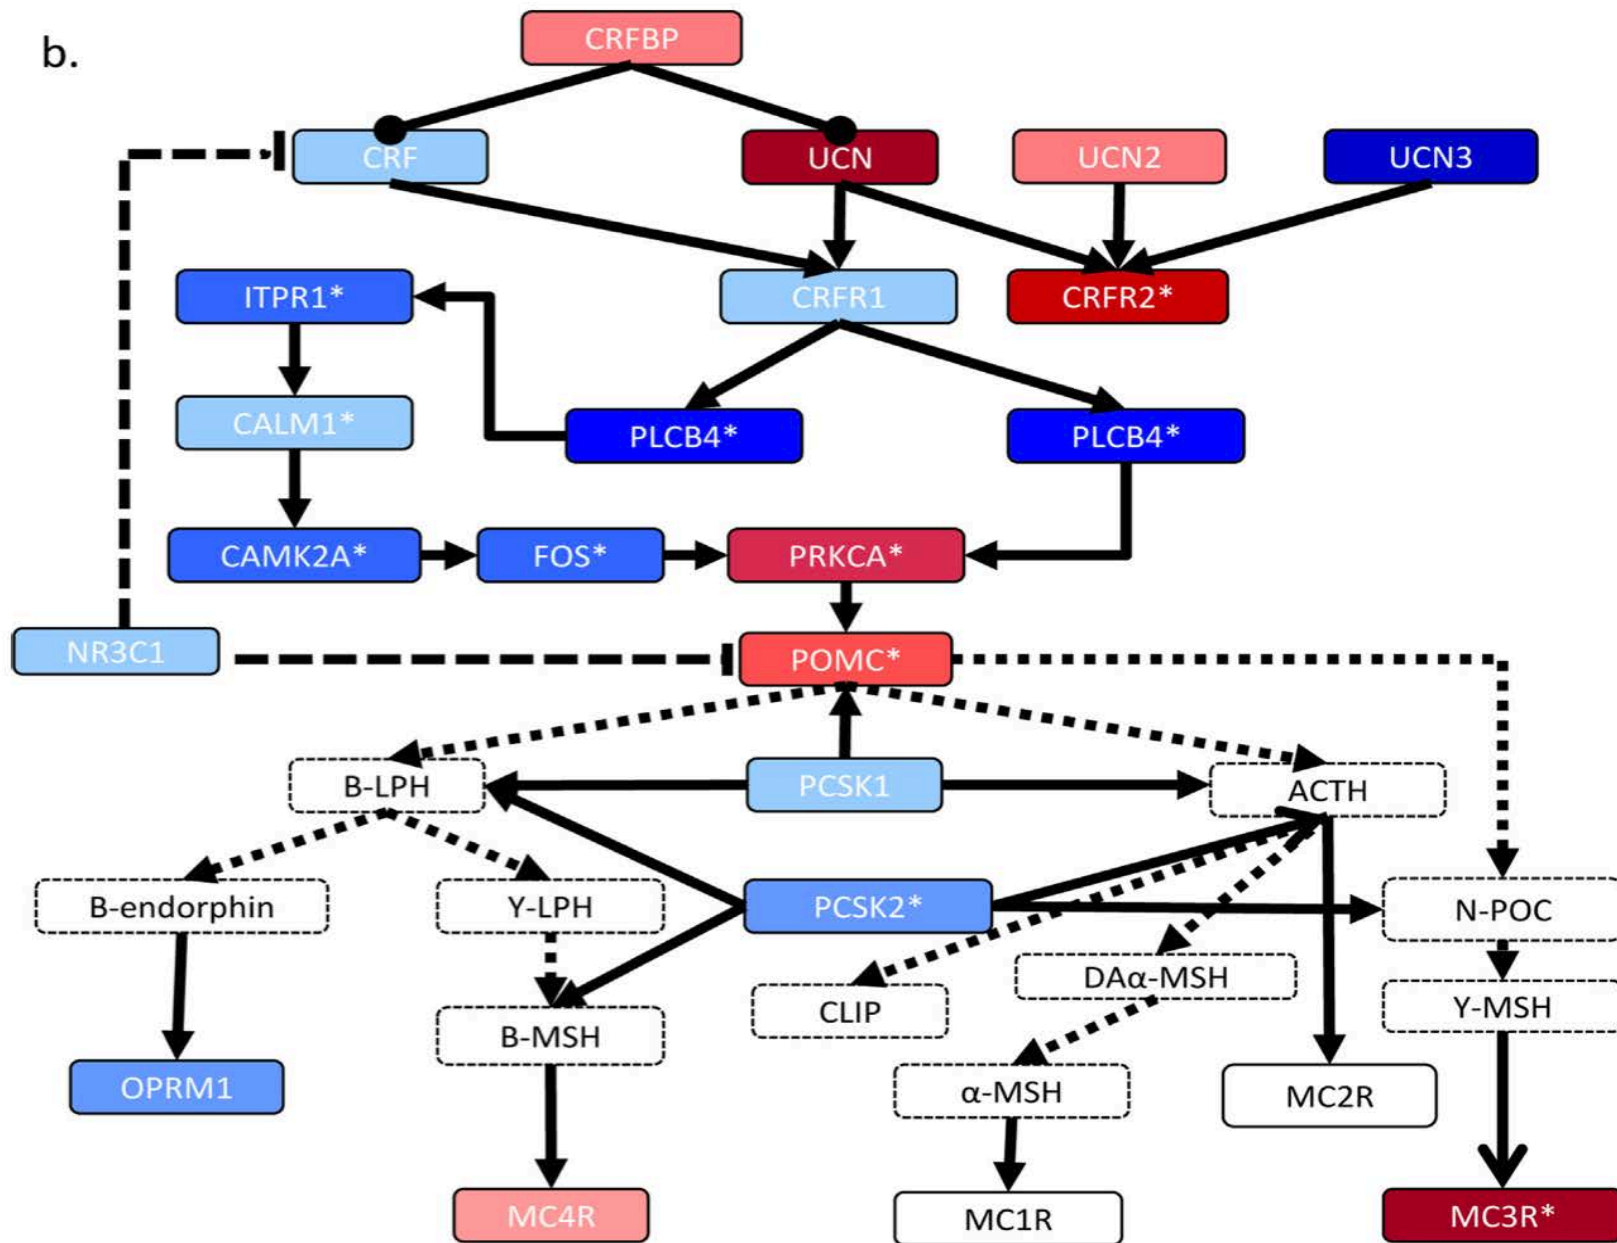 b.
CRFBP
CRF
UCN
UCN2
UCN3
ITPR1*
CRFR1
CRFR2*
CALM1*
PLCB4*
PLCB4*
CAMK2A*
FOS*
PRKCA*
NR3C1
POMC*
B-LPH
PCSK1
ACTH
B-endorphin
Y-LPH
PCSK2*
N-POC
CLIP
DAα-MSH
Y-MSH
B-MSH
OPRM1
α-MSH
MC2R
MC4R
MC1R
MC3R*